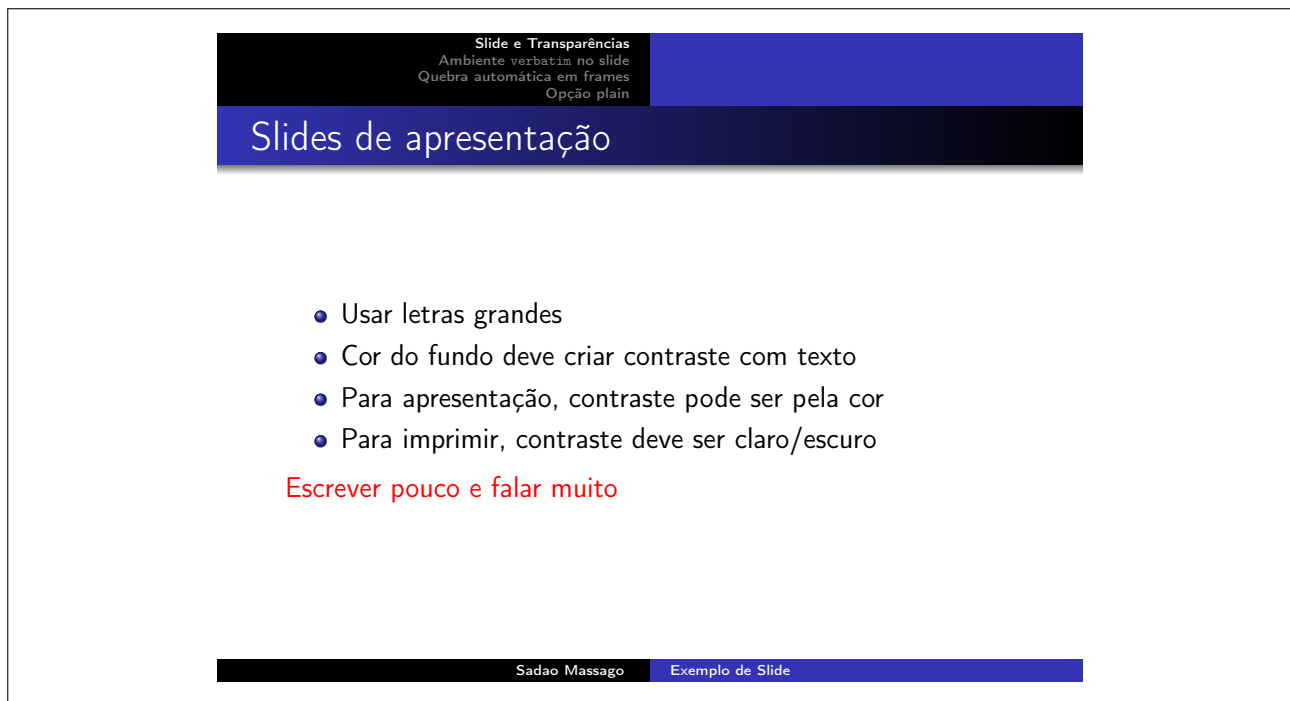 Slide e Transparências
Ambiente verbatim no slide
Quebra automática em frames
Opção plain
Slides de apresentação
Usar letras grandes
Cor do fundo deve criar contraste com texto
Para apresentação, contraste pode ser pela cor
Para imprimir, contraste deve ser claro/escuro
Escrever pouco e falar muito
Sadao Massago
Exemplo de Slide